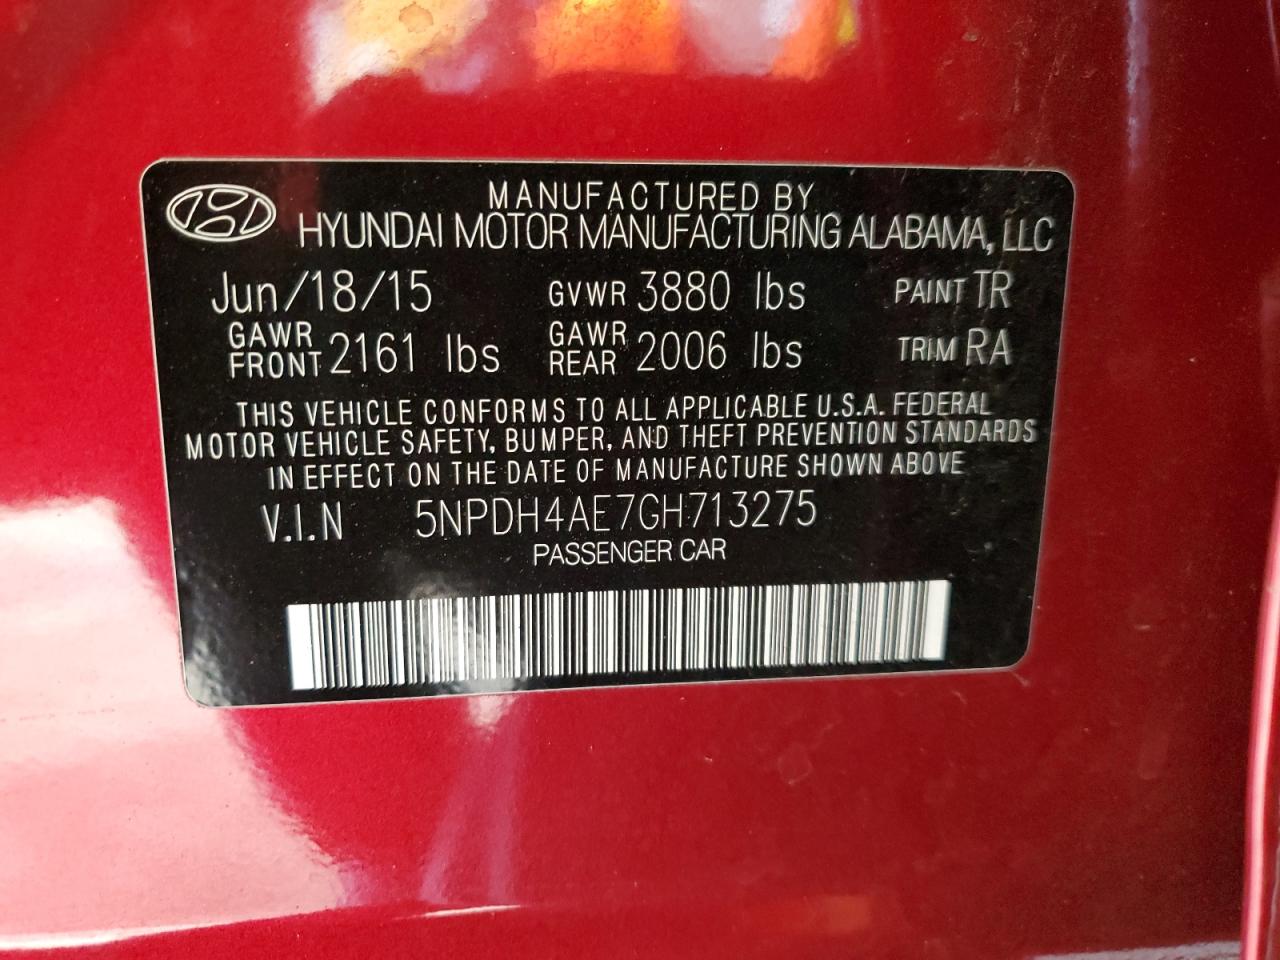 MANUFACTURED BY
HYUNDAI MOTOR MANUFACTURING ALABAMA, LLC
Jun/18/15 GVWR 3880 lbs PAINT TR
GAWR FRONT 2161 lbs GAWR REAR 2006 lbs TRIM RA
THIS VEHICLE CONFORMS TO ALL APPLICABLE U.S.A. FEDERAL
MOTOR VEHICLE SAFETY, BUMPER, AND THEFT PREVENTION STANDARDS
IN EFFECT ON THE DATE OF MANUFACTURE SHOWN ABOVE
V.I.N 5NPDH4AE7GH713275
PASSENGER CAR